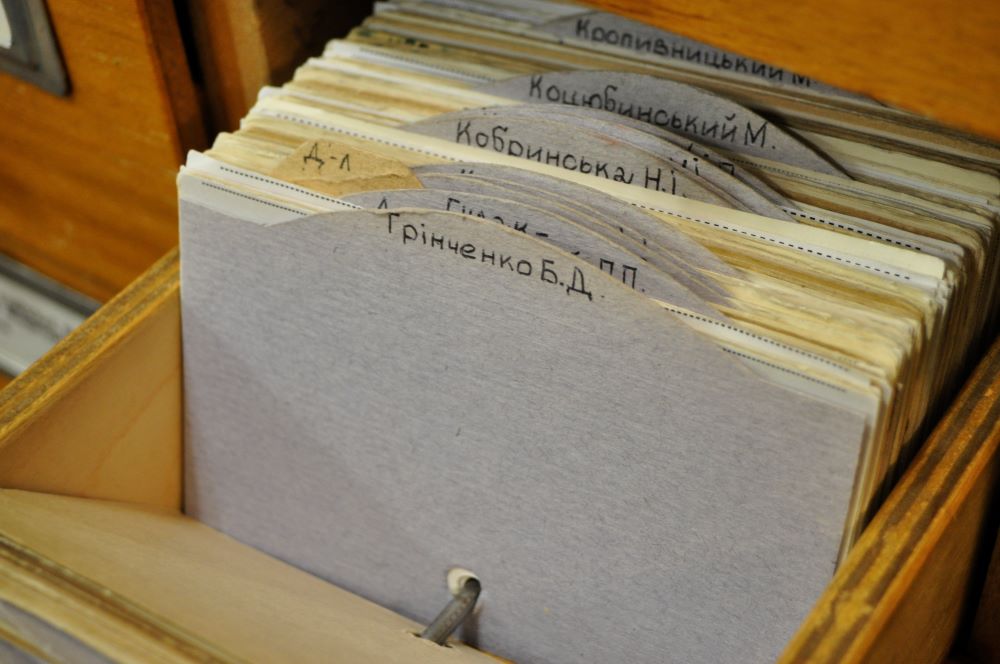 Кропивницький М.
Коцюбинський М.
Кобринська Н.І.
Д-Л
Грінченко Б.Д.